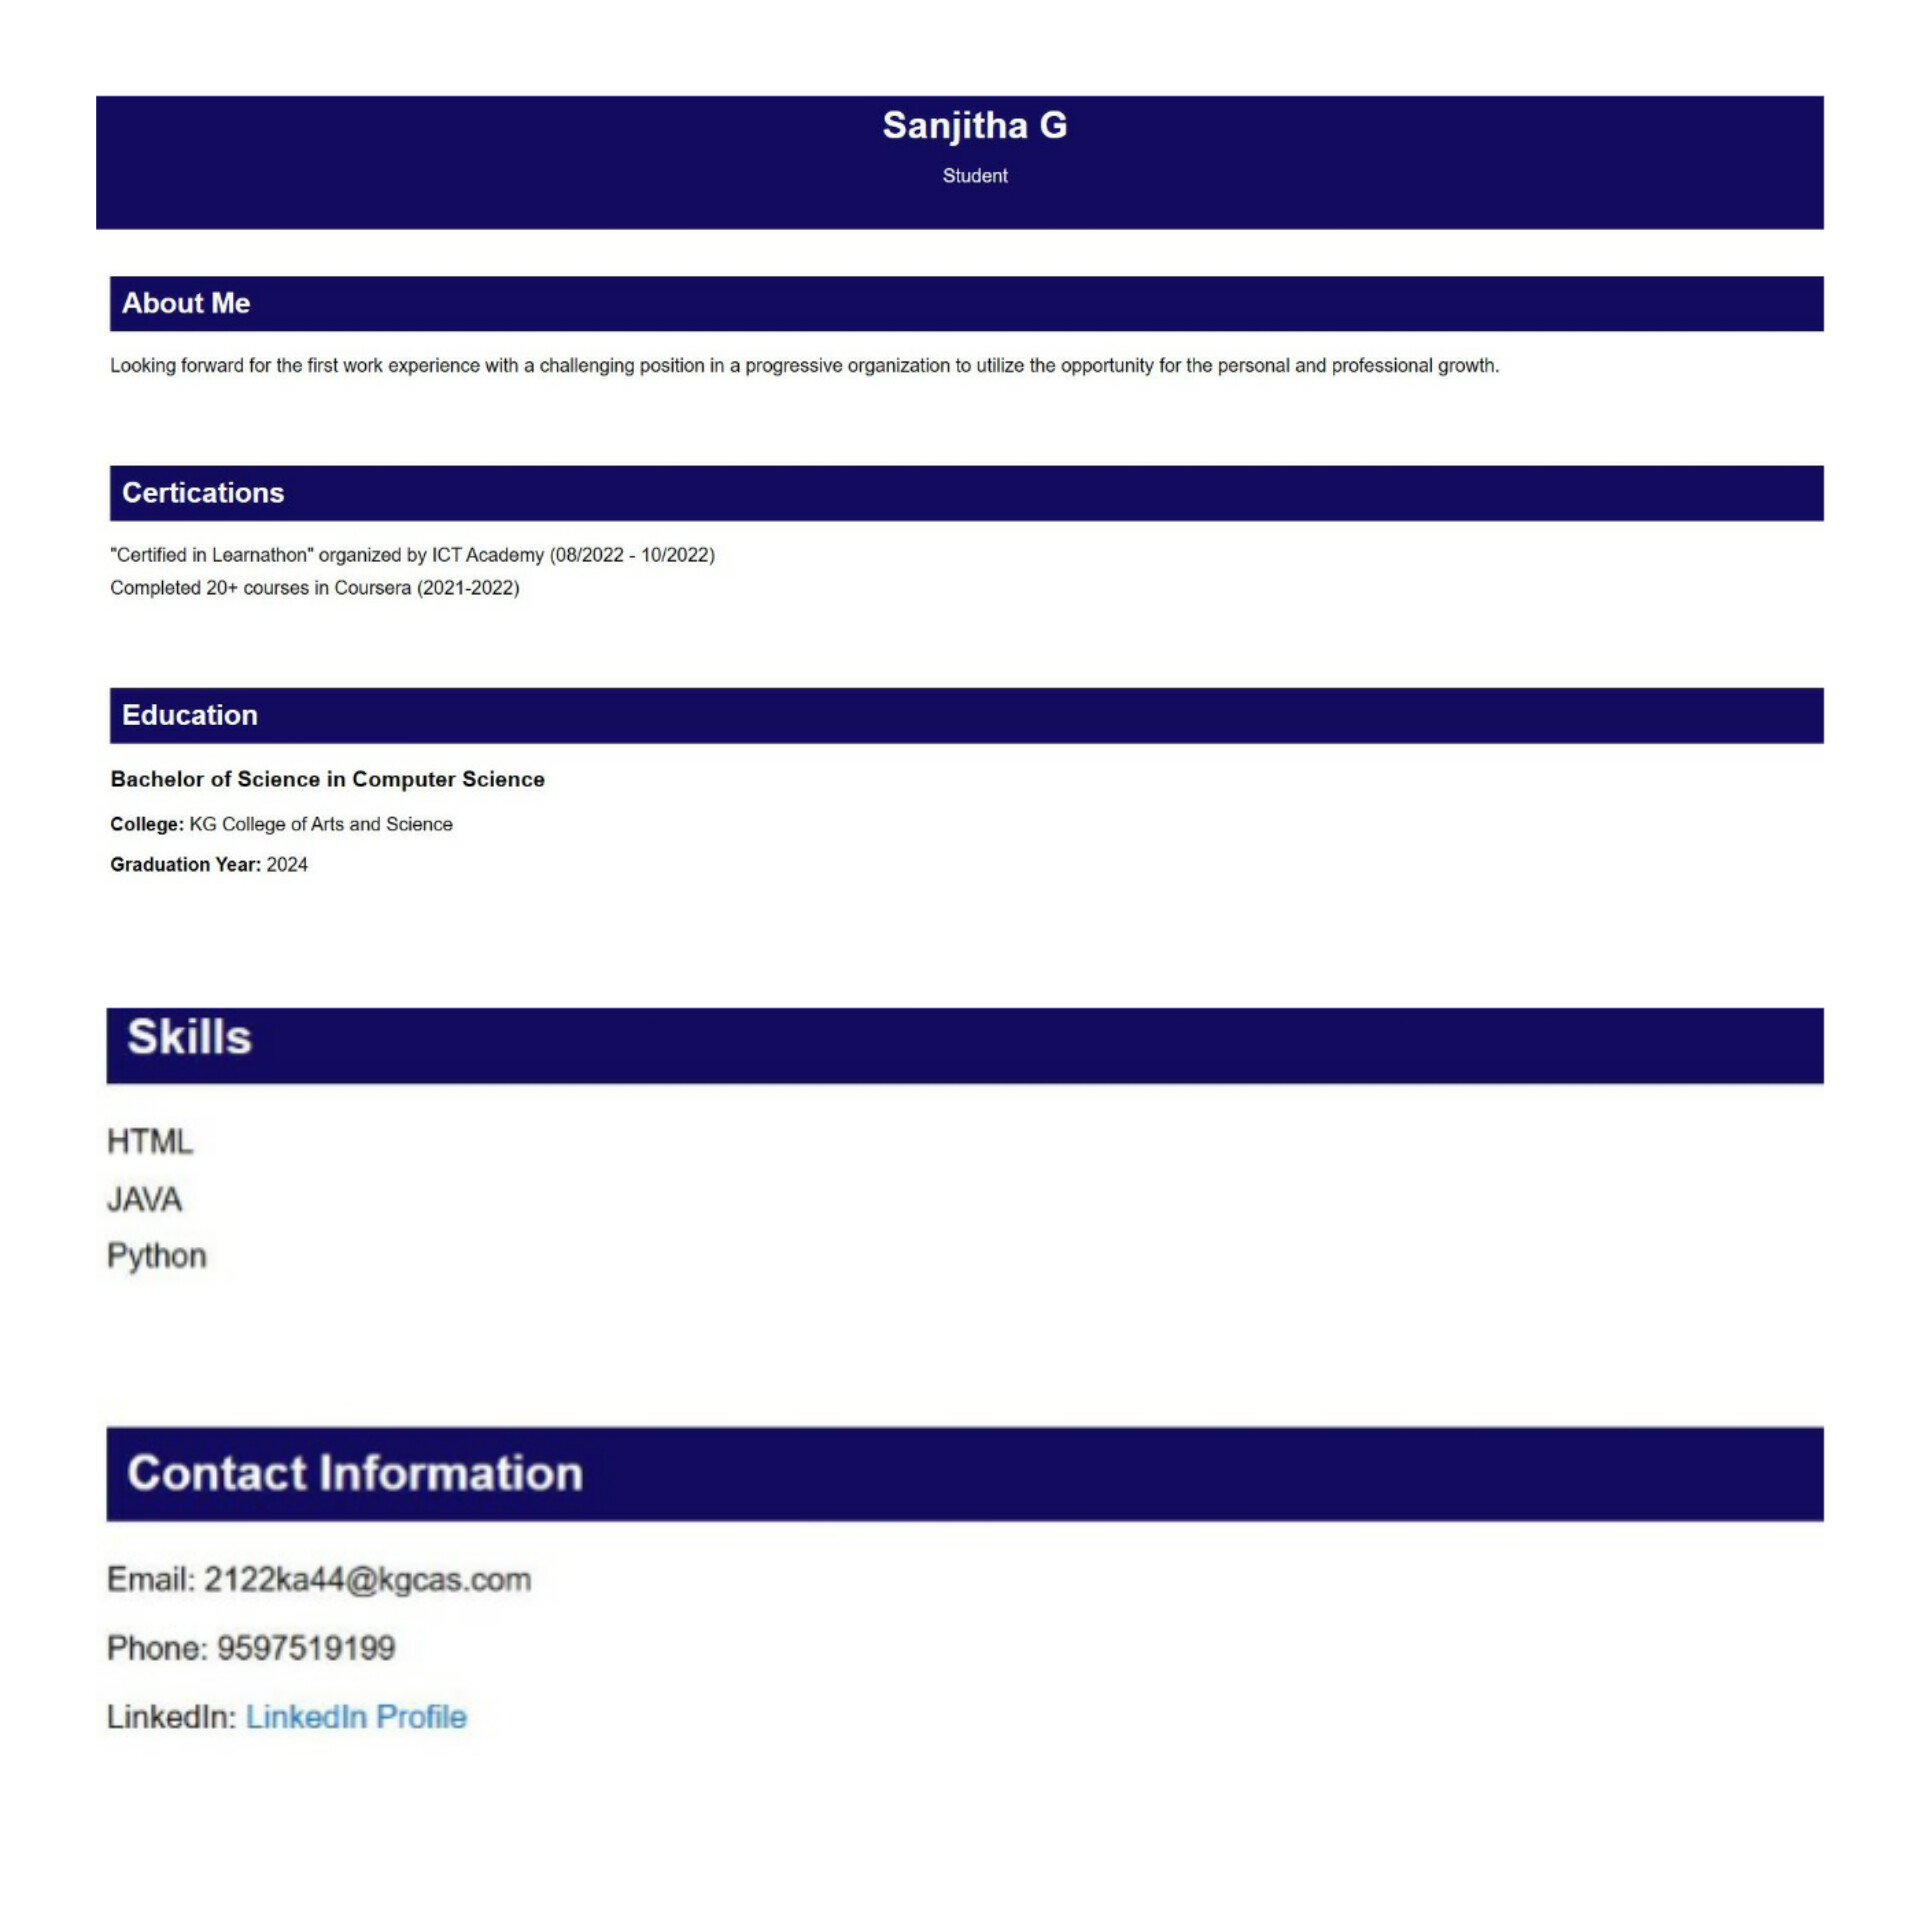 Sanjitha G
Student
About Me
Looking forward for the first work experience with a challenging position in a progressive organization to utilize the opportunity for the personal and professional growth.
Certications
"Certified in Learnathon" organized by ICT Academy (08/2022 - 10/2022)
Completed 20+ courses in Coursera (2021-2022)
Education
Bachelor of Science in Computer Science
College: KG College of Arts and Science
Graduation Year: 2024
Skills
HTML
JAVA
Python
Contact Information
Email: 2122ka44@kgcas.com
Phone: 9597519199
LinkedIn: LinkedIn Profile